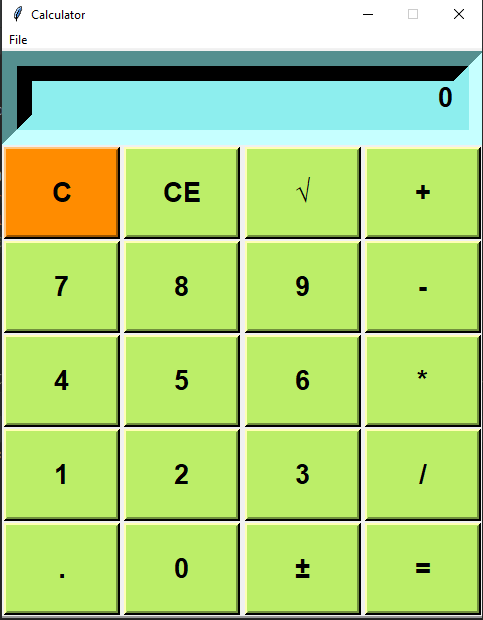 Calculator
File
0
C CE √ +
7 8 9 -
4 5 6 *
1 2 3 /
. 0 ± =